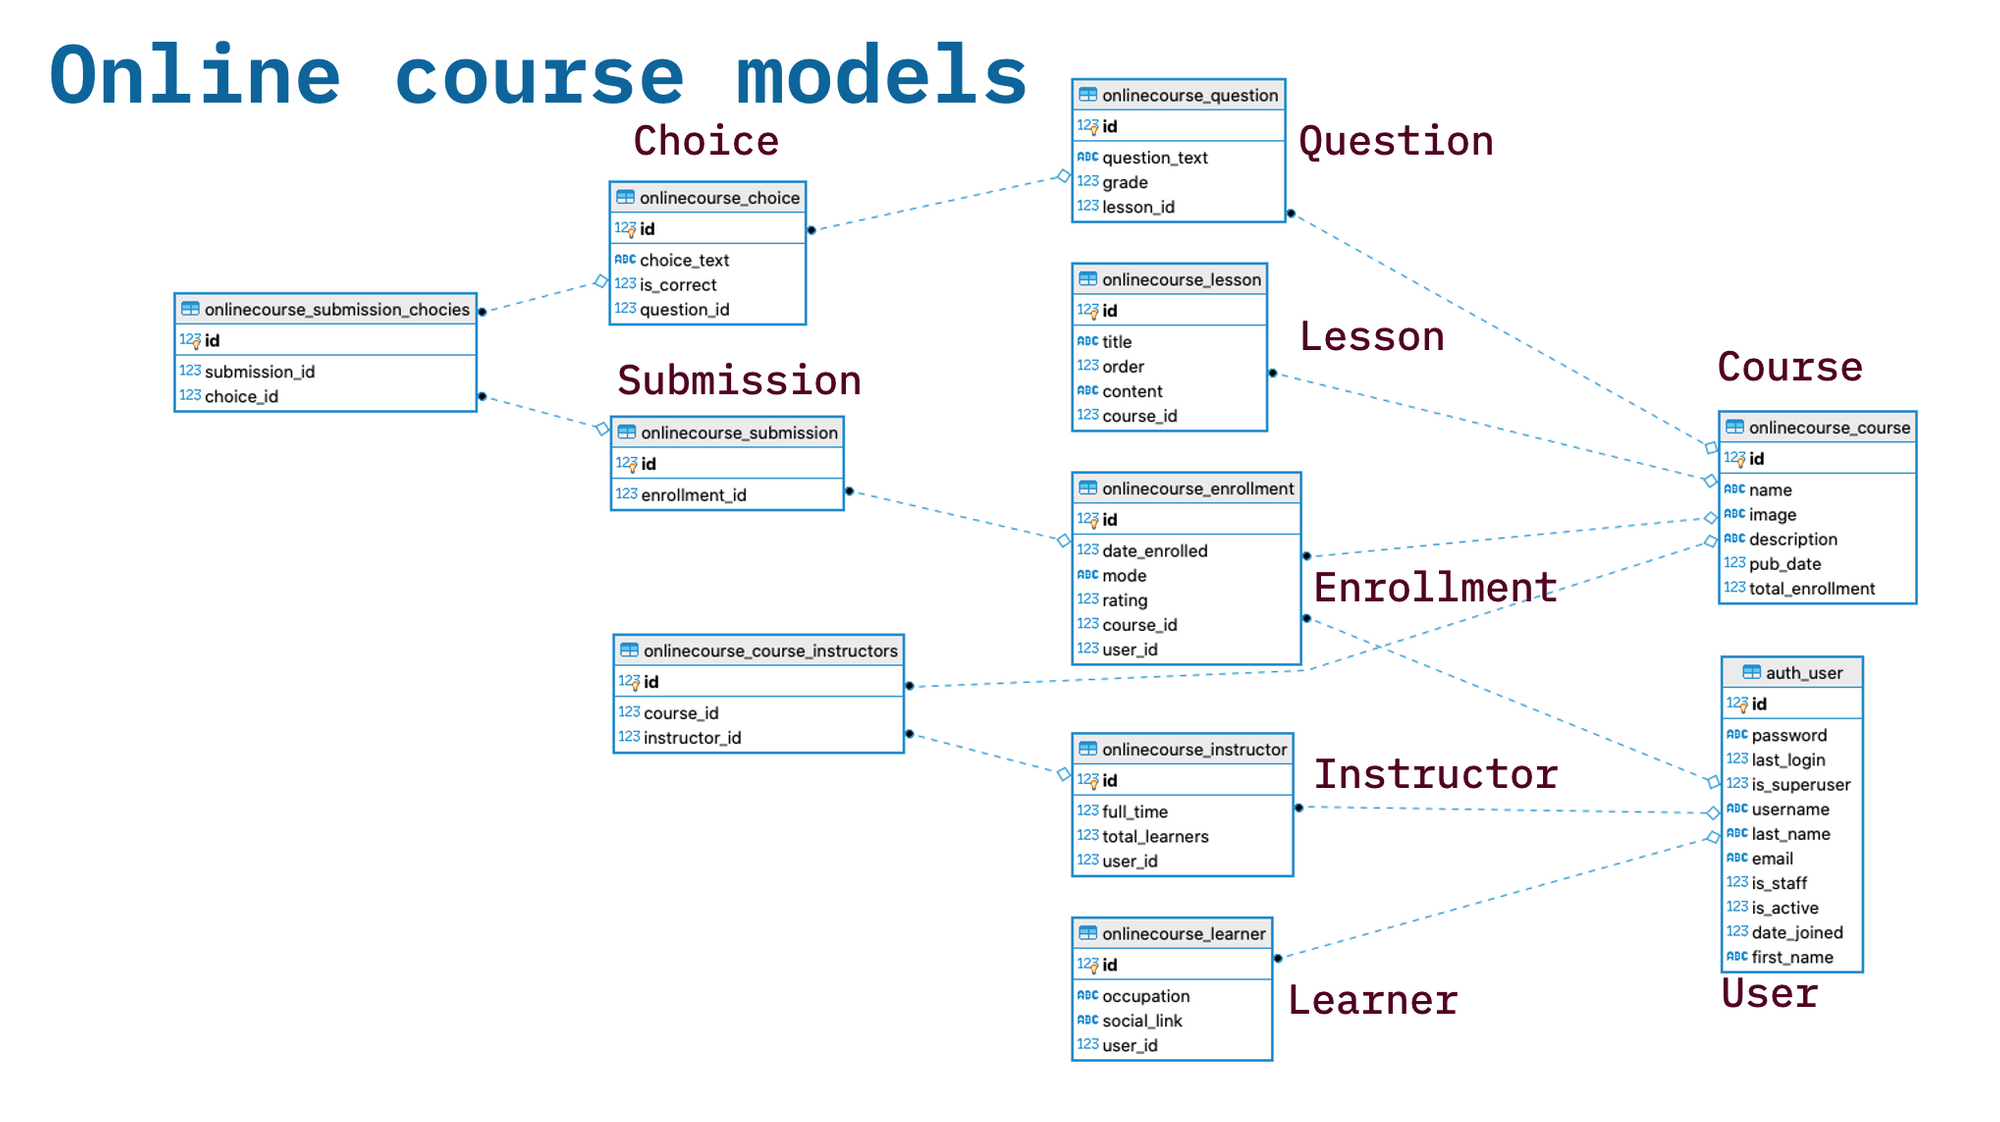 Online course models
Choice
onlinecourse_question
123 id
ABC question_text
123 grade
123 lesson_id
Question
onlinecourse_choice
123 id
ABC choice_text
123 is_correct
123 question_id
onlinecourse_submission_chocies
123 id
123 submission_id
123 choice_id
onlinecourse_lesson
123 id
ABC title
123 order
ABC content
123 course_id
Lesson
Submission
onlinecourse_submission
123 id
123 enrollment_id
Course
onlinecourse_course
123 id
ABC name
ABC image
ABC description
123 pub_date
123 total_enrollment
onlinecourse_enrollment
123 id
123 date_enrolled
ABC mode
123 rating
123 course_id
123 user_id
Enrollment
onlinecourse_course_instructors
123 id
123 course_id
123 instructor_id
onlinecourse_instructor
123 id
123 full_time
123 total_learners
123 user_id
Instructor
auth_user
123 id
ABC password
123 last_login
123 is_superuser
ABC username
ABC last_name
ABC email
123 is_staff
123 is_active
123 date_joined
ABC first_name
User
onlinecourse_learner
123 id
ABC occupation
ABC social_link
123 user_id
Learner